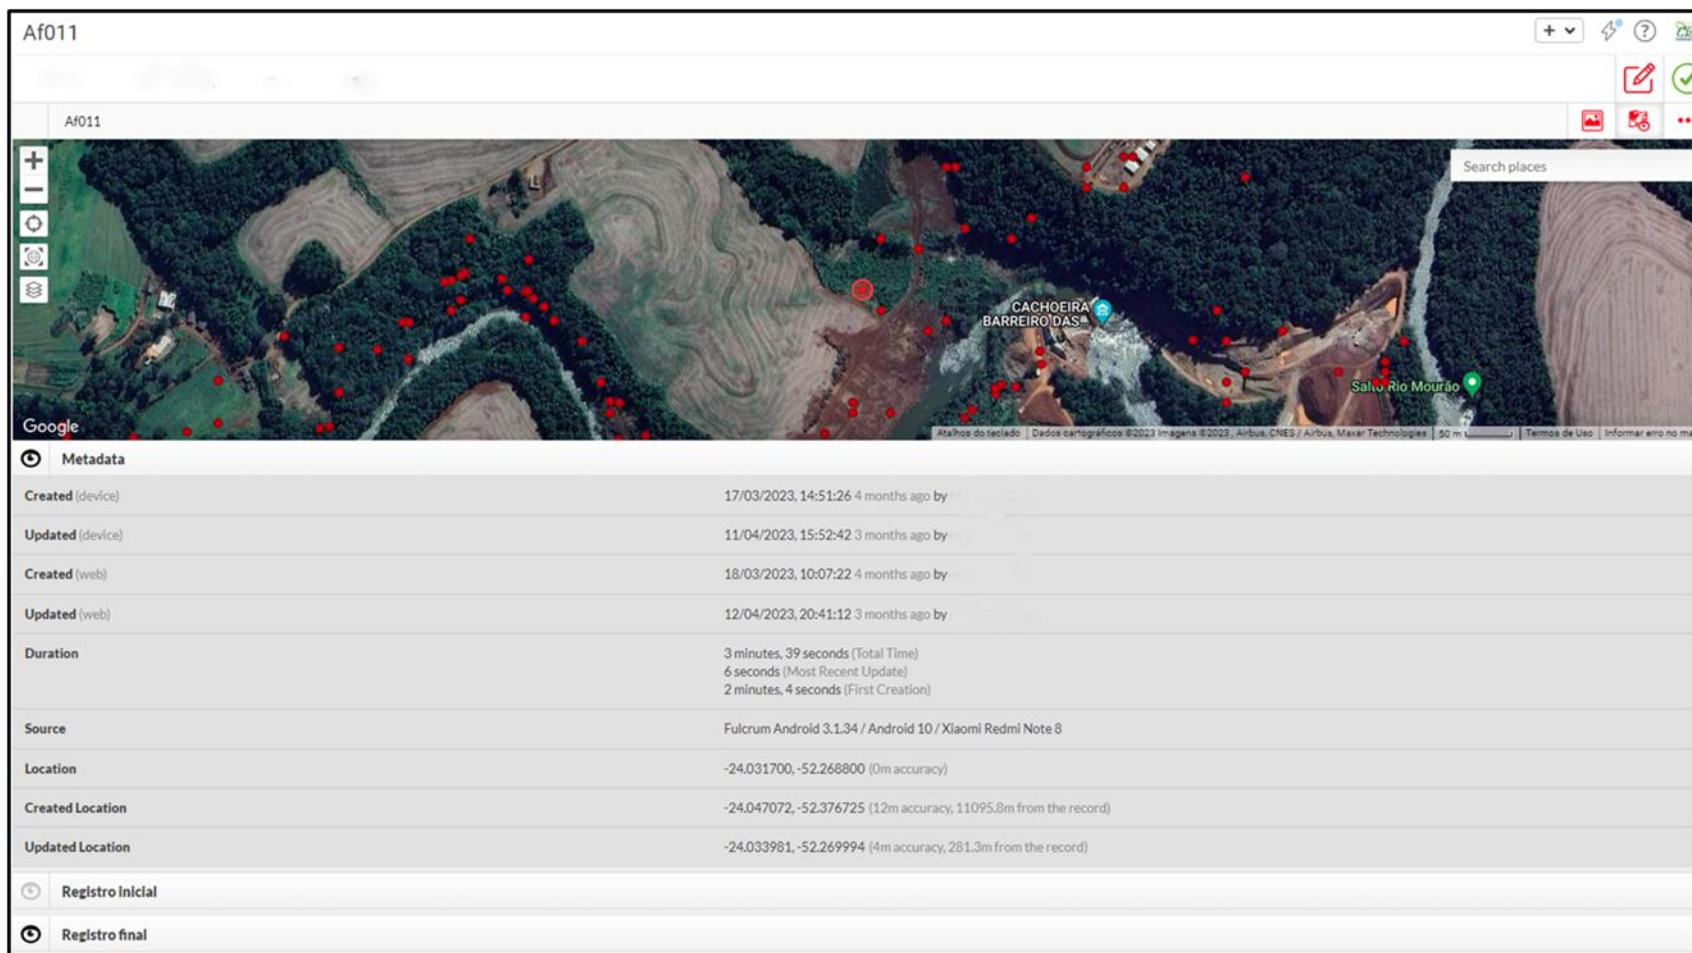 Af011
Af011
Search places
CACHOEIRA
BARREIRO DAS...
Salto Rio Mourão
Google
Atalhos do teclado
Dados cartográficos ©2023 Imagens ©2023 , Airbus, CNES / Airbus, Maxar Technologies
50 m
Termos de Uso
Informar erro no
Metadata
Created (device)
17/03/2023, 14:51:26 4 months ago by
Updated (device)
11/04/2023, 15:52:42 3 months ago by
Created (web)
18/03/2023, 10:07:22 4 months ago by
Updated (web)
12/04/2023, 20:41:12 3 months ago by
Duration
3 minutes, 39 seconds (Total Time)
6 seconds (Most Recent Update)
2 minutes, 4 seconds (First Creation)
Source
Fulcrum Android 3.1.34 / Android 10 / Xiaomi Redmi Note 8
Location
-24.031700, -52.268800 (0m accuracy)
Created Location
-24.047072, -52.376725 (12m accuracy, 11095.8m from the record)
Updated Location
-24.033981, -52.269994 (4m accuracy, 281.3m from the record)
Registro inicial
Registro final